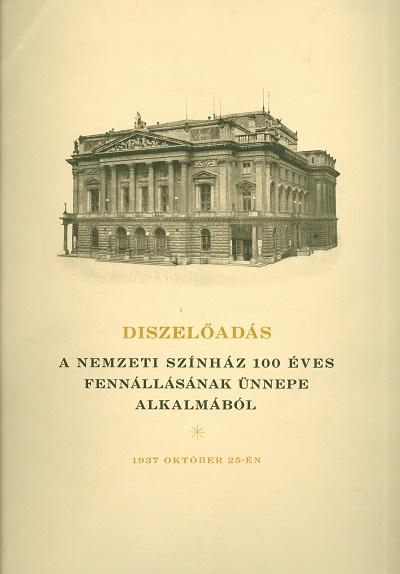 DISZELŐADÁS
A NEMZETI SZÍNHÁZ 100 ÉVES
FENNÁLLÁSÁNAK ÜNNEPE
ALKALMÁBÓL
1937 OKTÓBER 25-ÉN